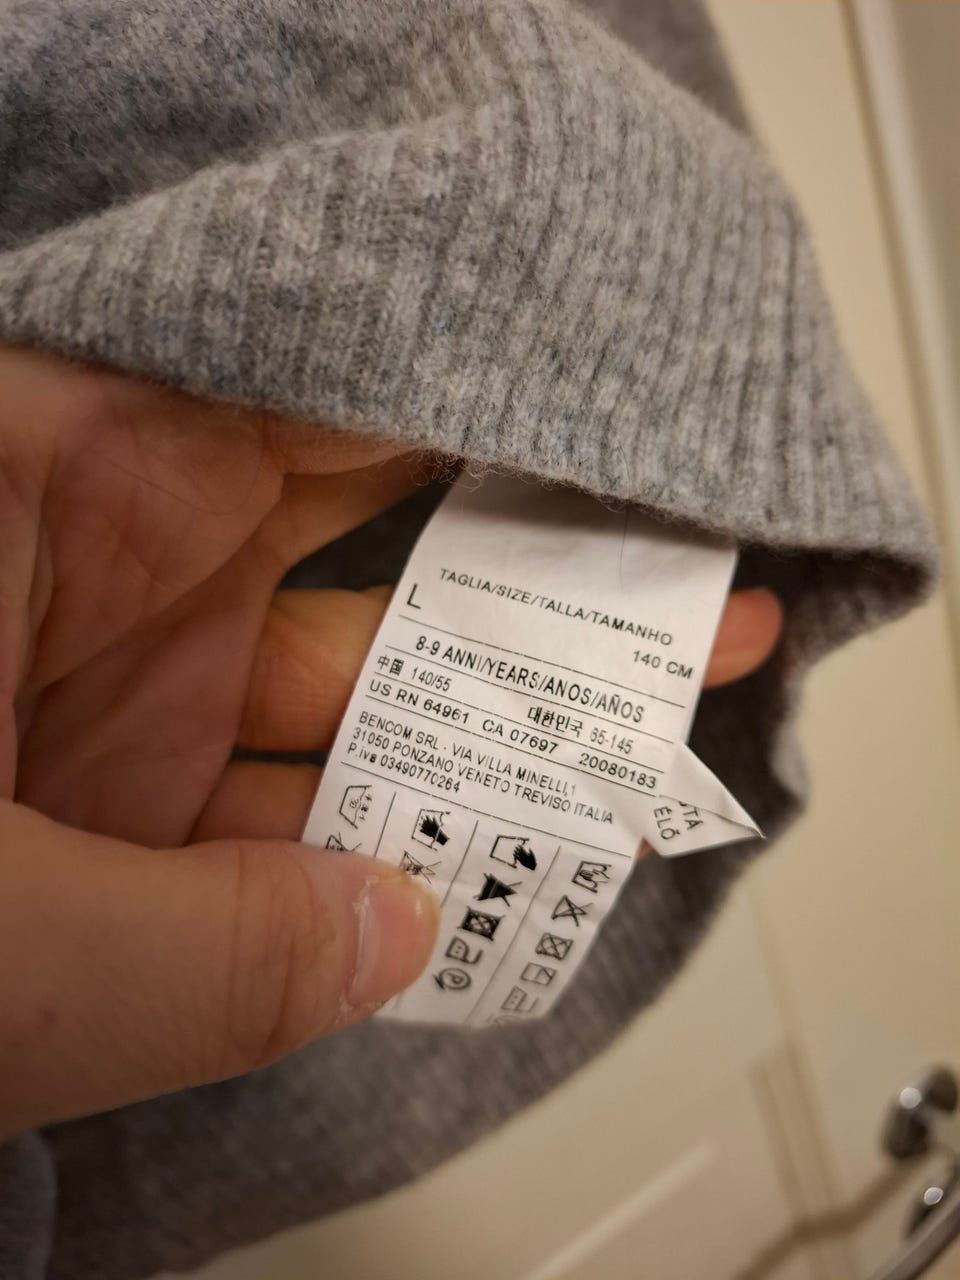 TAGLIA/SIZE/TALLA/TAMANHO
L 140 CM
8-9 ANNI/YEARS/ANOS/AÑOS
中国 140/55 대한민국 65-145
US RN 64961 CA 07697 20080183
BENCOM SRL - VIA VILLA MINELLI,1
31050 PONZANO VENETO TREVISO ITALIA
P.iva 03490770264
ÉLŐ